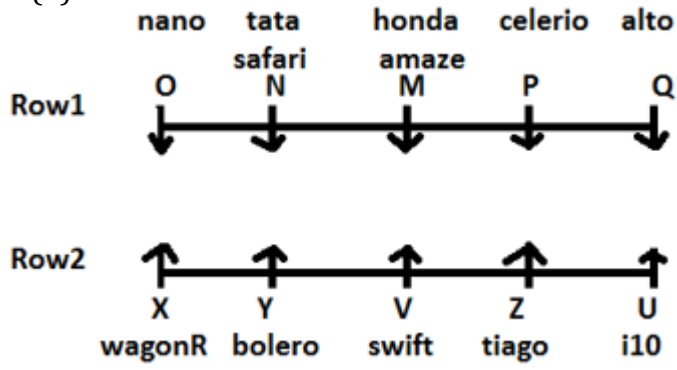 nano tata honda celerio alto
safari amaze
O N M P Q
Row1
Row2
X Y V Z U
wagonR bolero swift tiago i10